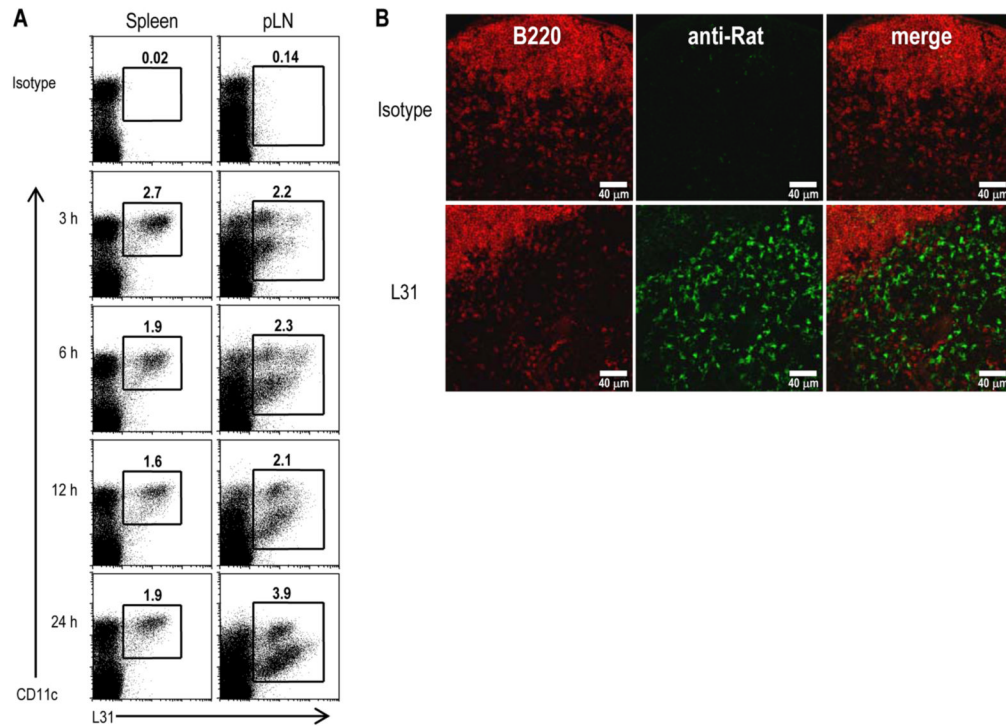 A
Spleen pLN
Isotype 0.02 0.14
3 h 2.7 2.2
6 h 1.9 2.3
12 h 1.6 2.1
24 h 1.9 3.9
CD11c
L31
B
B220 anti-Rat merge
Isotype
40 µm 40 µm 40 µm
L31
40 µm 40 µm 40 µm